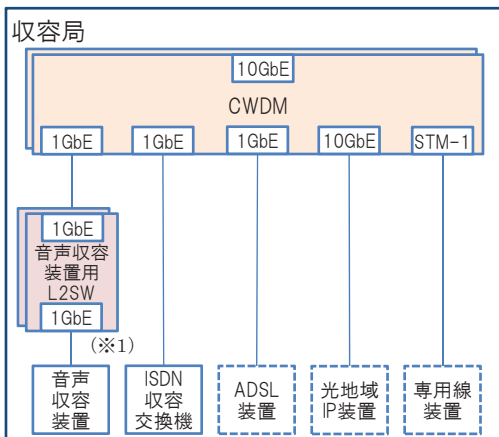 収容局
10GbE
CWDM
1GbE
1GbE
1GbE
10GbE
STM-1
1GbE
音声収容
装置用
L2SW
1GbE
(※1)
音声
収容
装置
ISDN
収容
交換機
ADSL
装置
光地域
IP装置
専用線
装置